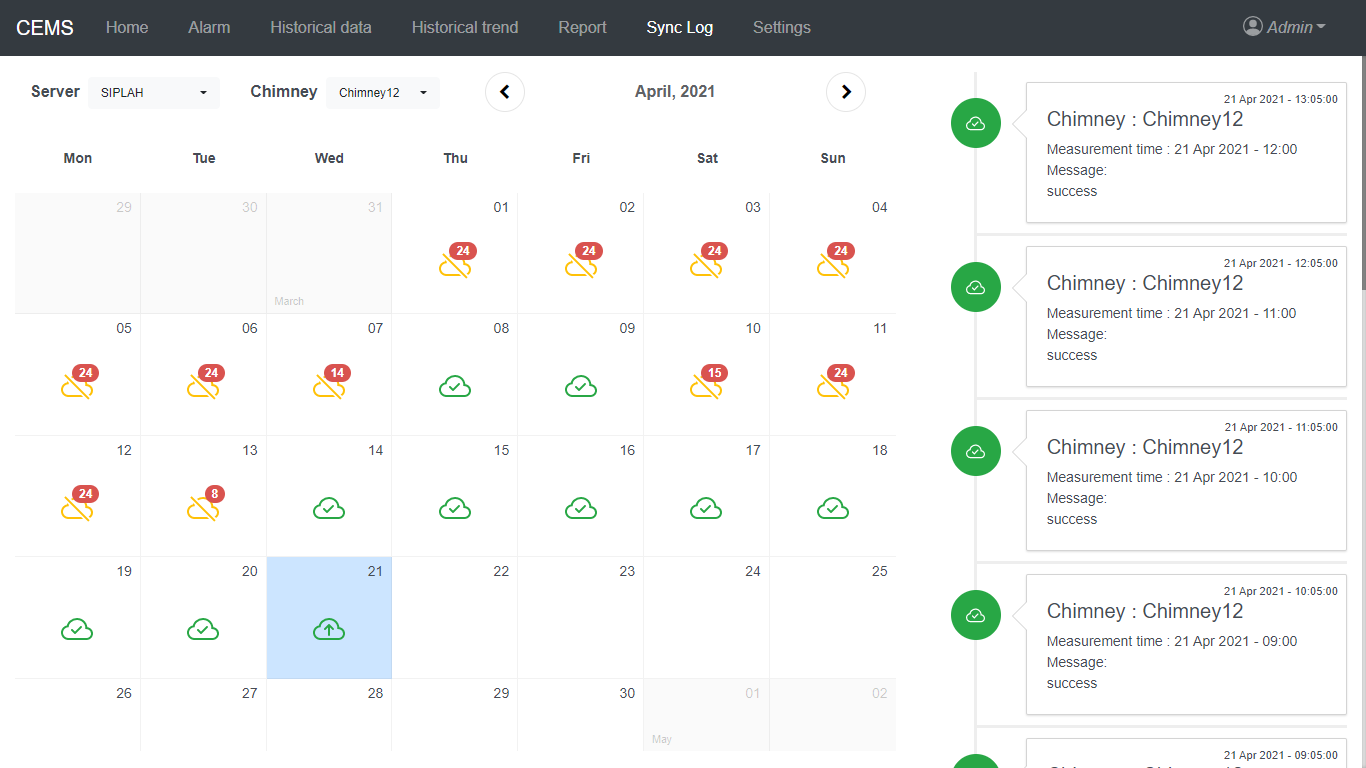 CEMS Home Alarm Historical data Historical trend Report Sync Log Settings Admin
Server SIPLAH Chimney Chimney12 April, 2021
Mon Tue Wed Thu Fri Sat Sun
29 30 31 01 02 03 04
24 24 24 24
March
05 06 07 08 09 10 11
24 24 14 15 24
12 13 14 15 16 17 18
24 8
19 20 21 22 23 24 25
26 27 28 29 30 01 02
May
21 Apr 2021 - 13:05:00
Chimney : Chimney12
Measurement time : 21 Apr 2021 - 12:00
Message:
success
21 Apr 2021 - 12:05:00
Chimney : Chimney12
Measurement time : 21 Apr 2021 - 11:00
Message:
success
21 Apr 2021 - 11:05:00
Chimney : Chimney12
Measurement time : 21 Apr 2021 - 10:00
Message:
success
21 Apr 2021 - 10:05:00
Chimney : Chimney12
Measurement time : 21 Apr 2021 - 09:00
Message:
success
21 Apr 2021 - 09:05:00